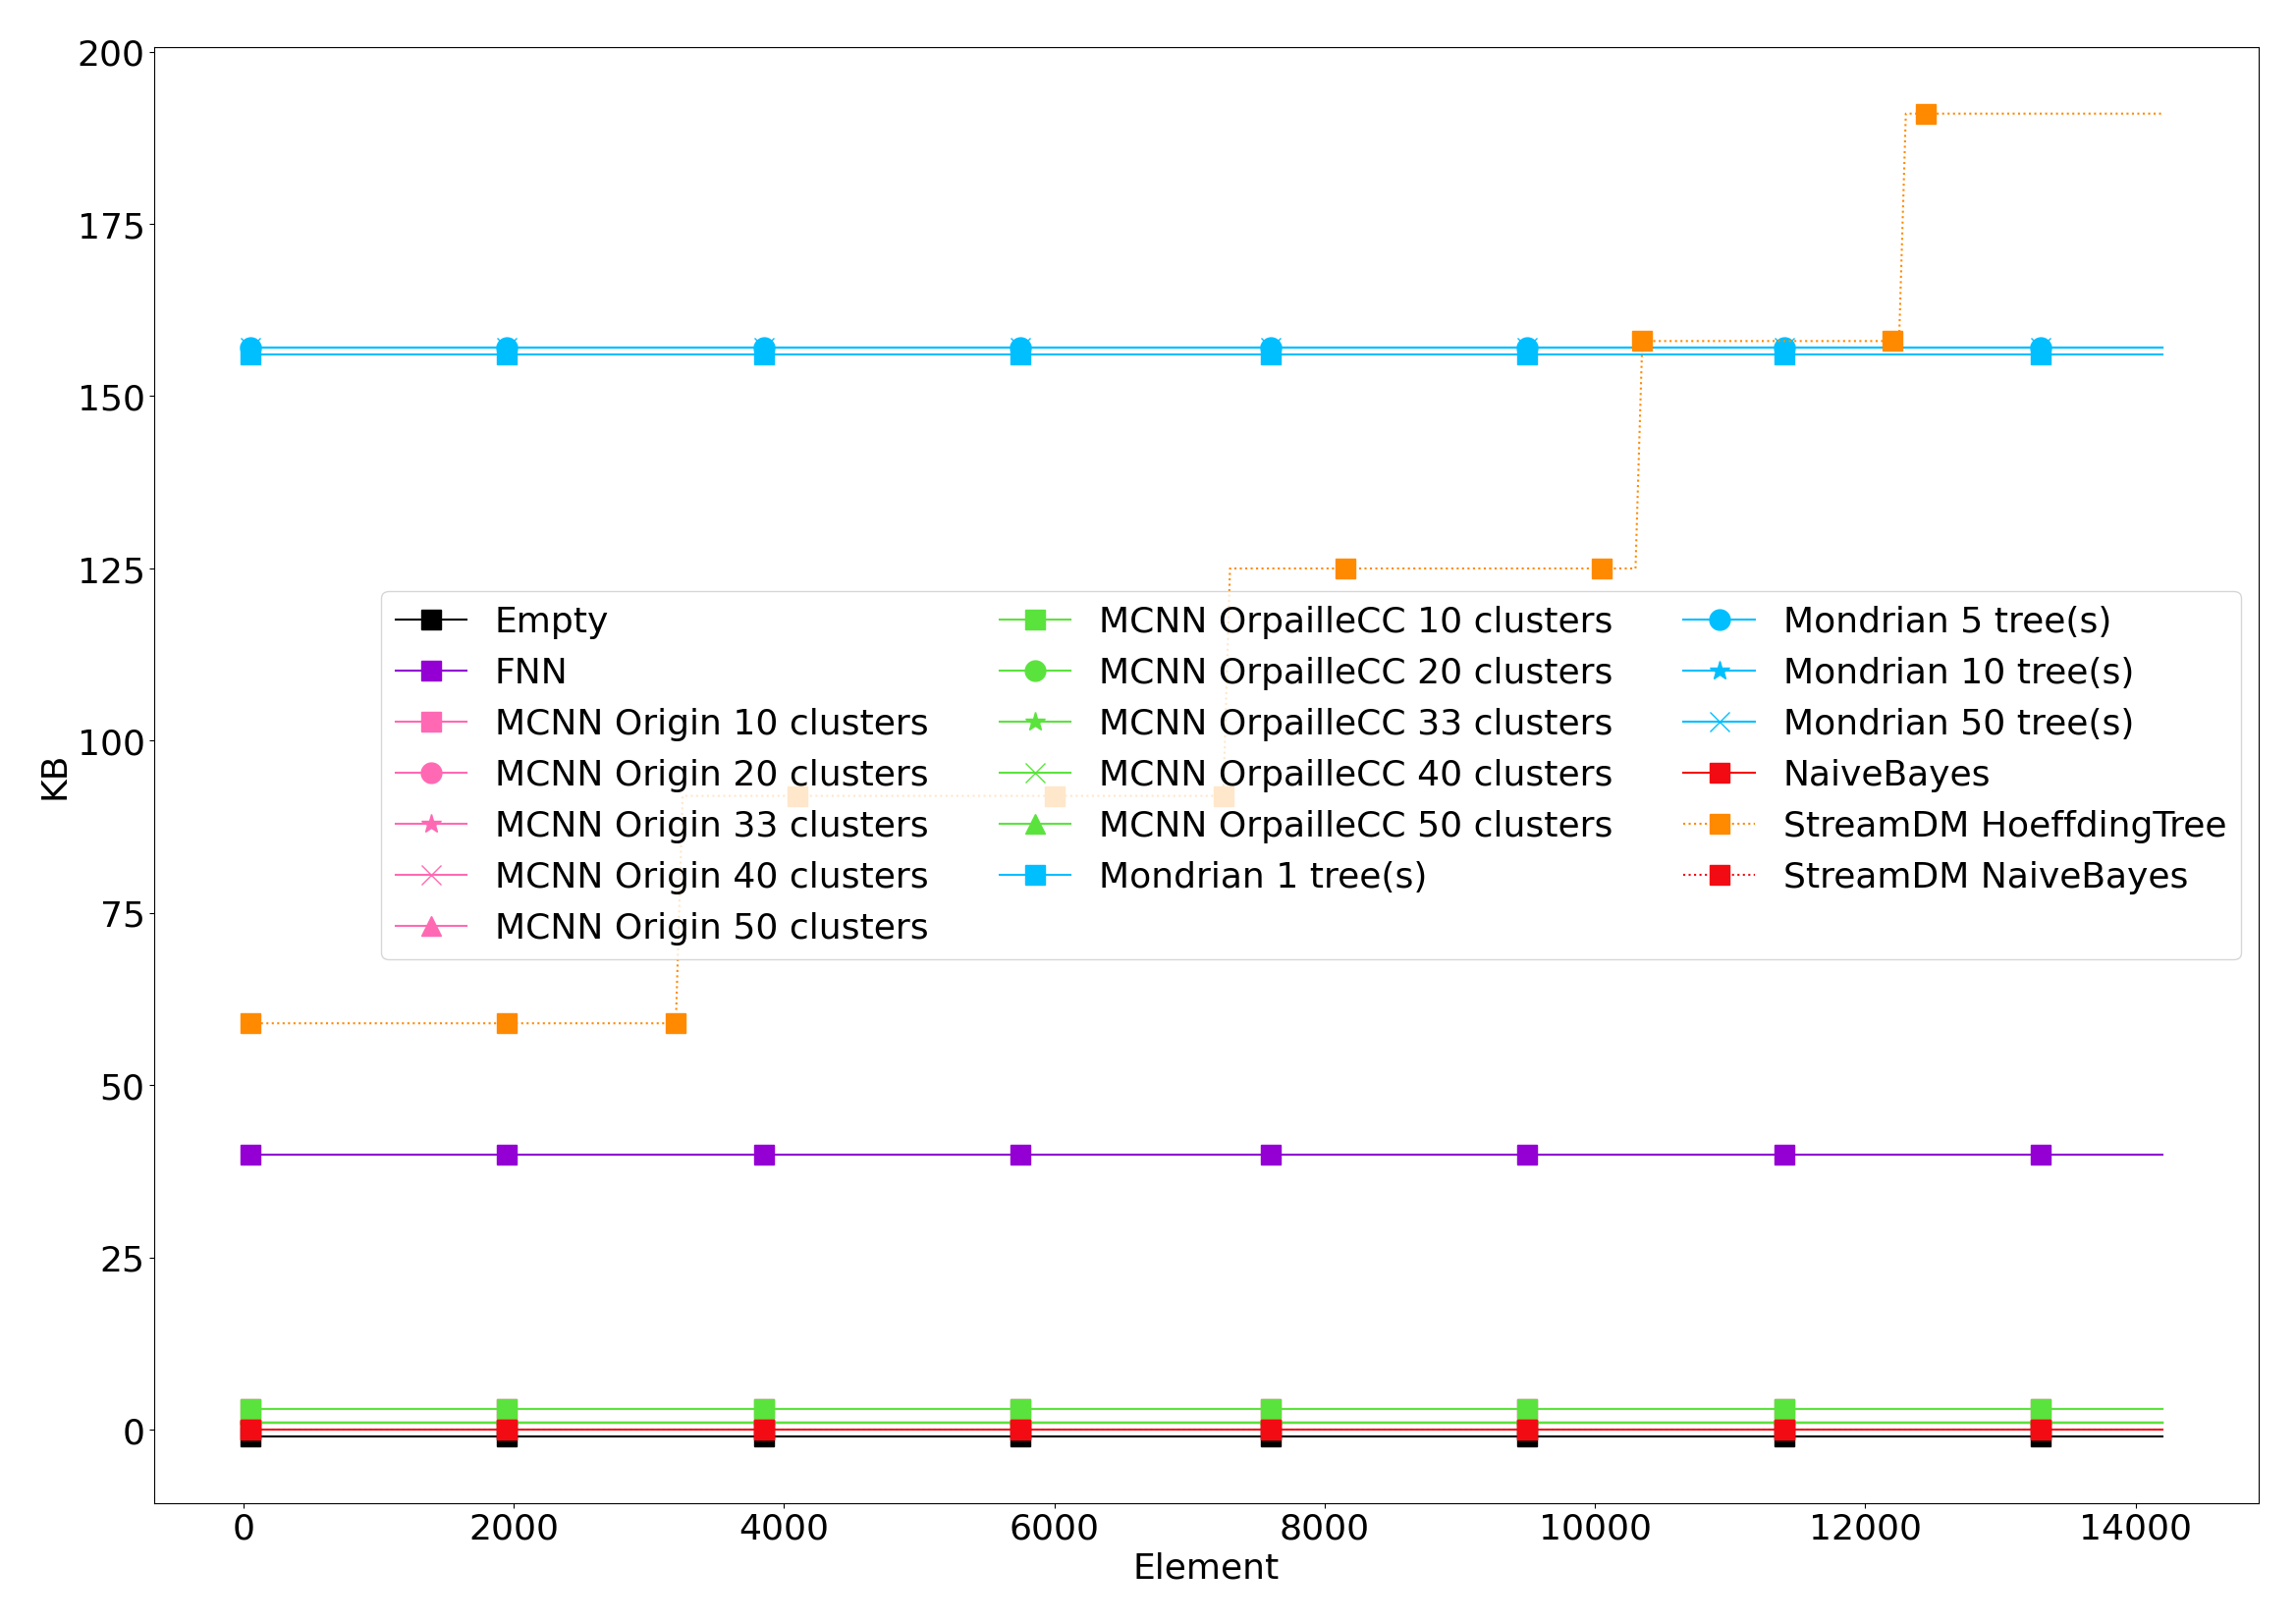 200
175
150
125
100
75
50
25
0
KB
Empty
FNN
MCNN Origin 10 clusters
MCNN Origin 20 clusters
MCNN Origin 33 clusters
MCNN Origin 40 clusters
MCNN Origin 50 clusters
MCNN OrpailleCC 10 clusters
MCNN OrpailleCC 20 clusters
MCNN OrpailleCC 33 clusters
MCNN OrpailleCC 40 clusters
MCNN OrpailleCC 50 clusters
Mondrian 1 tree(s)
Mondrian 5 tree(s)
Mondrian 10 tree(s)
Mondrian 50 tree(s)
NaiveBayes
StreamDM HoeffdingTree
StreamDM NaiveBayes
0 2000 4000 6000 8000 10000 12000 14000
Element